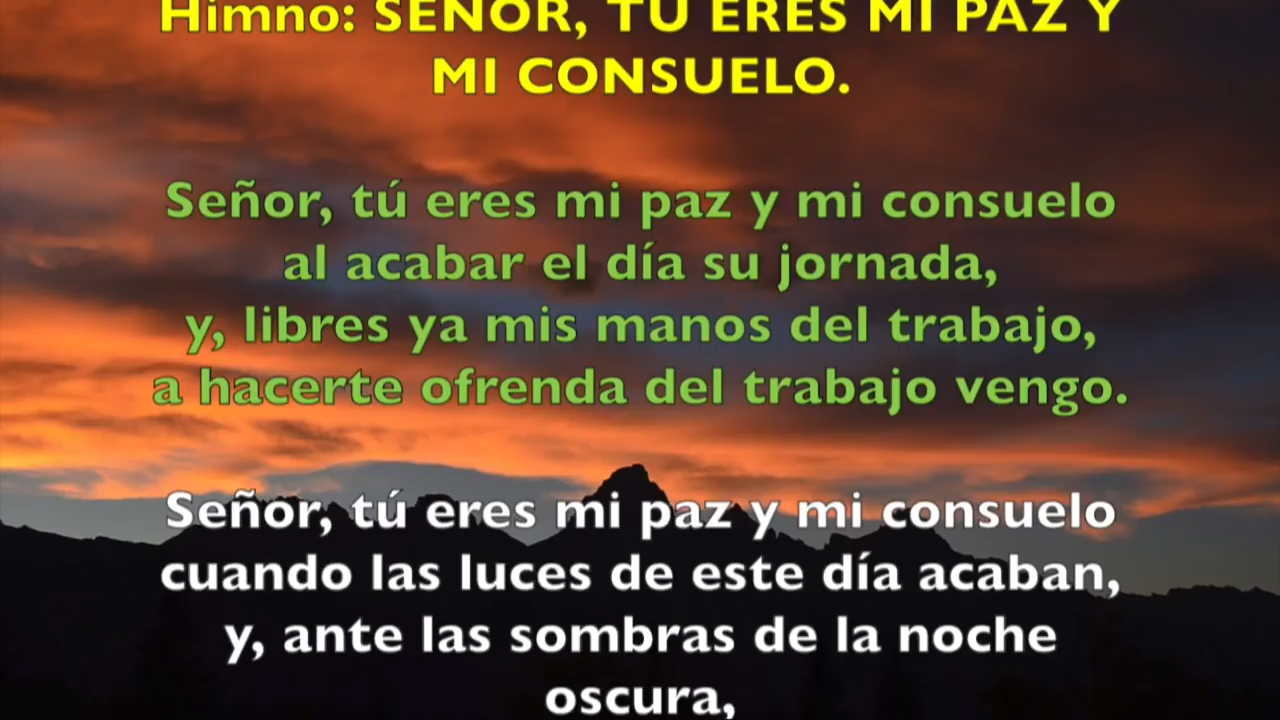 Himno: SEÑOR, TÚ ERES MI PAZ Y
MI CONSUELO.
Señor, tú eres mi paz y mi consuelo
al acabar el día su jornada,
y, libres ya mis manos del trabajo,
a hacerte ofrenda del trabajo vengo.
Señor, tú eres mi paz y mi consuelo
cuando las luces de este día acaban,
y, ante las sombras de la noche
oscura,